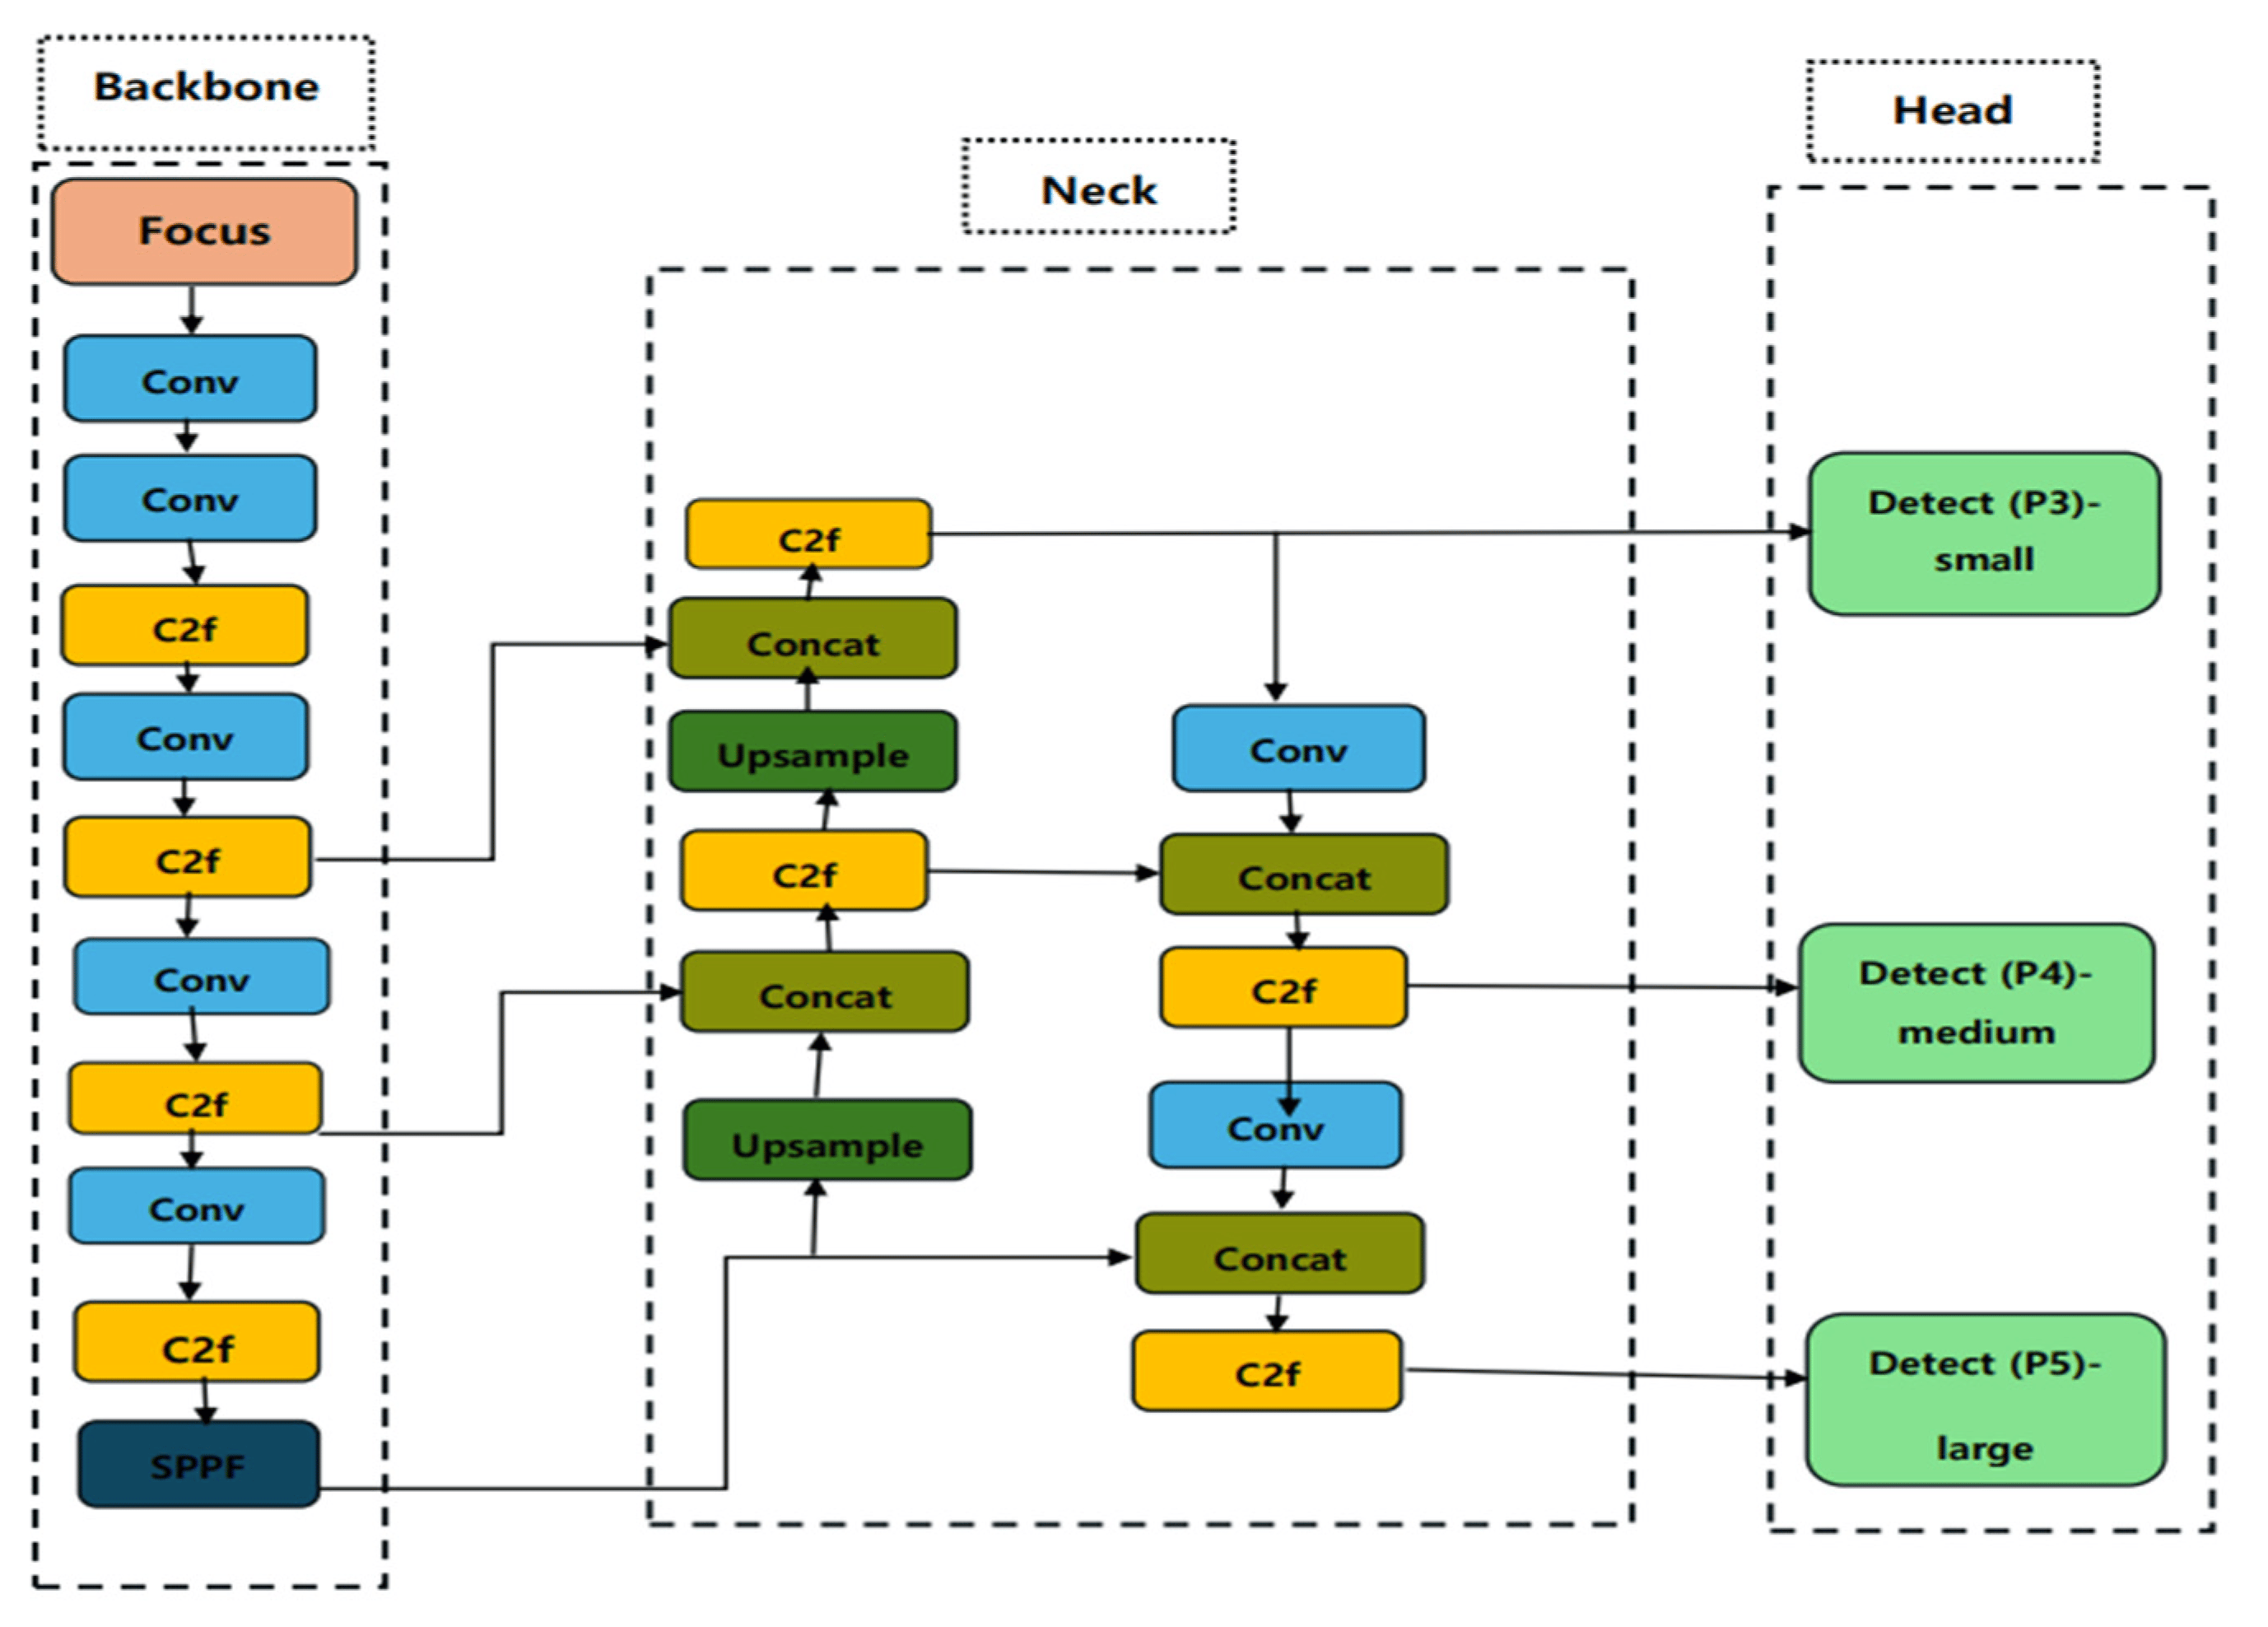 Backbone
Focus
Conv
Conv
C2f
Conv
C2f
Conv
C2f
Conv
C2f
SPPF
Neck
C2f
Concat
Upsample
C2f
Concat
Upsample
Conv
Concat
C2f
Conv
Concat
C2f
Head
Detect (P3)-
small
Detect (P4)-
medium
Detect (P5)-
large